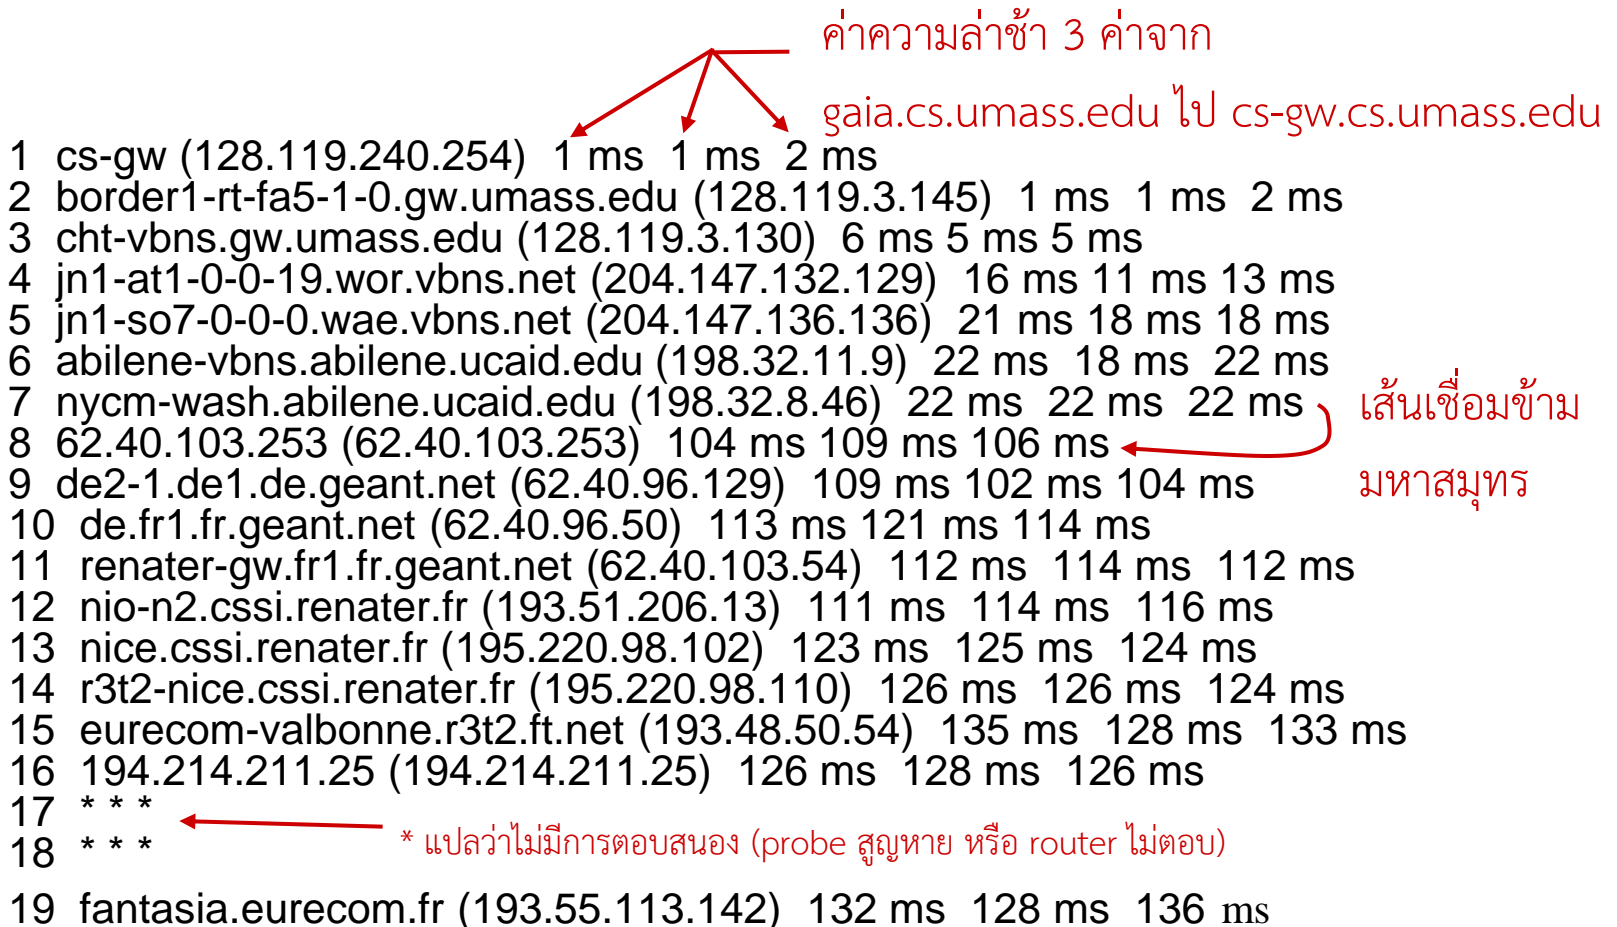 ค่าความล่าช้า 3 ค่าจาก
gaia.cs.umass.edu ไป cs-gw.cs.umass.edu
1 cs-gw (128.119.240.254) 1 ms 1 ms 2 ms
2 border1-rt-fa5-1-0.gw.umass.edu (128.119.3.145) 1 ms 1 ms 2 ms
3 cht-vbns.gw.umass.edu (128.119.3.130) 6 ms 5 ms 5 ms
4 jn1-at1-0-0-19.wor.vbns.net (204.147.132.129) 16 ms 11 ms 13 ms
5 jn1-so7-0-0-0.wae.vbns.net (204.147.136.136) 21 ms 18 ms 18 ms
6 abilene-vbns.abilene.ucaid.edu (198.32.11.9) 22 ms 18 ms 22 ms
7 nycm-wash.abilene.ucaid.edu (198.32.8.46) 22 ms 22 ms 22 ms
เส้นเชื่อมข้าม
มหาสมุทร
8 62.40.103.253 (62.40.103.253) 104 ms 109 ms 106 ms
9 de2-1.de1.de.geant.net (62.40.96.129) 109 ms 102 ms 104 ms
10 de.fr1.fr.geant.net (62.40.96.50) 113 ms 121 ms 114 ms
11 renater-gw.fr1.fr.geant.net (62.40.103.54) 112 ms 114 ms 112 ms
12 nio-n2.cssi.renater.fr (193.51.206.13) 111 ms 114 ms 116 ms
13 nice.cssi.renater.fr (195.220.98.102) 123 ms 125 ms 124 ms
14 r3t2-nice.cssi.renater.fr (195.220.98.110) 126 ms 126 ms 124 ms
15 eurecom-valbonne.r3t2.ft.net (193.48.50.54) 135 ms 128 ms 133 ms
16 194.214.211.25 (194.214.211.25) 126 ms 128 ms 126 ms
17 * * *
* แปลว่าไม่มีการตอบสนอง (probe สูญหาย หรือ router ไม่ตอบ)
18 * * *
19 fantasia.eurecom.fr (193.55.113.142) 132 ms 128 ms 136 ms